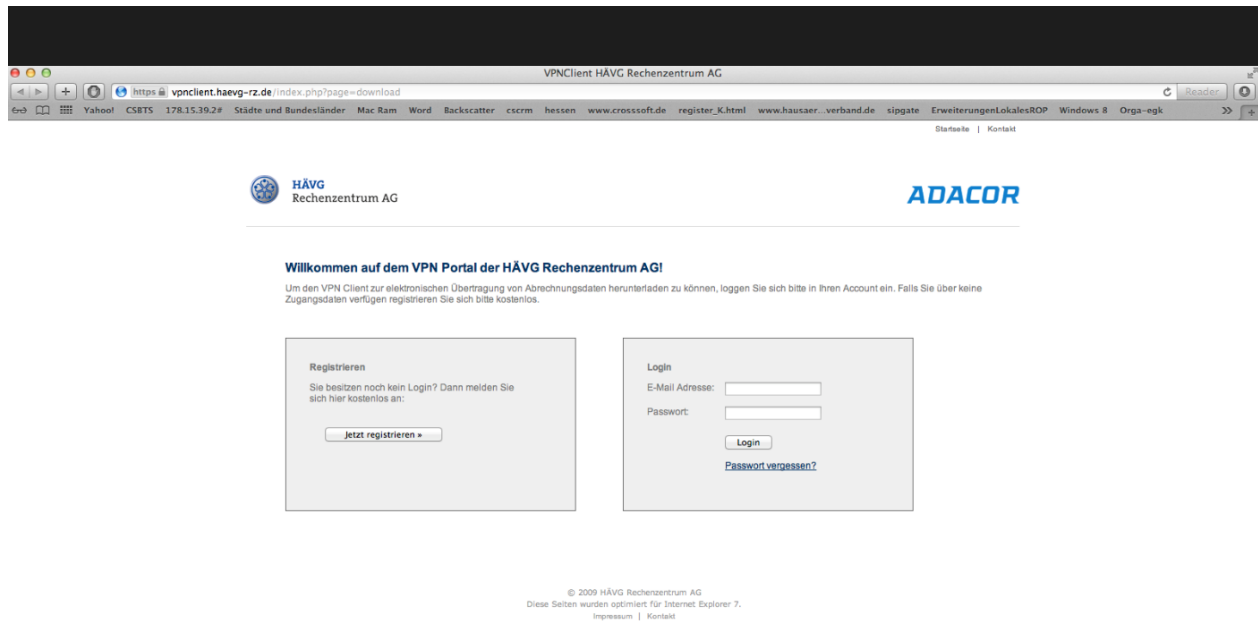 VPNClient HÄVG Rechenzentrum AG
https vpnclient.haevg-rz.de/index.php?page=download Reader
Yahoo! CSBTS 178.15.39.2# Städte und Bundesländer Mac Ram Word Backscatter cscrm hessen www.crosssoft.de register_K.html www.hausaer...verband.de sipgate ErweiterungenLokalesROP Windows 8 Orga-egk
Startseite | Kontakt
HÄVG
Rechenzentrum AG
ADACOR
Willkommen auf dem VPN Portal der HÄVG Rechenzentrum AG!
Um den VPN Client zur elektronischen Übertragung von Abrechnungsdaten herunterladen zu können, loggen Sie sich bitte in Ihren Account ein. Falls Sie über keine
Zugangsdaten verfügen registrieren Sie sich bitte kostenlos.
Registrieren
Sie besitzen noch kein Login? Dann melden Sie
sich hier kostenlos an:
Jetzt registrieren »
Login
E-Mail Adresse:
Passwort:
Login
Passwort vergessen?
© 2009 HÄVG Rechenzentrum AG
Diese Seiten wurden optimiert für Internet Explorer 7.
Impressum | Kontakt